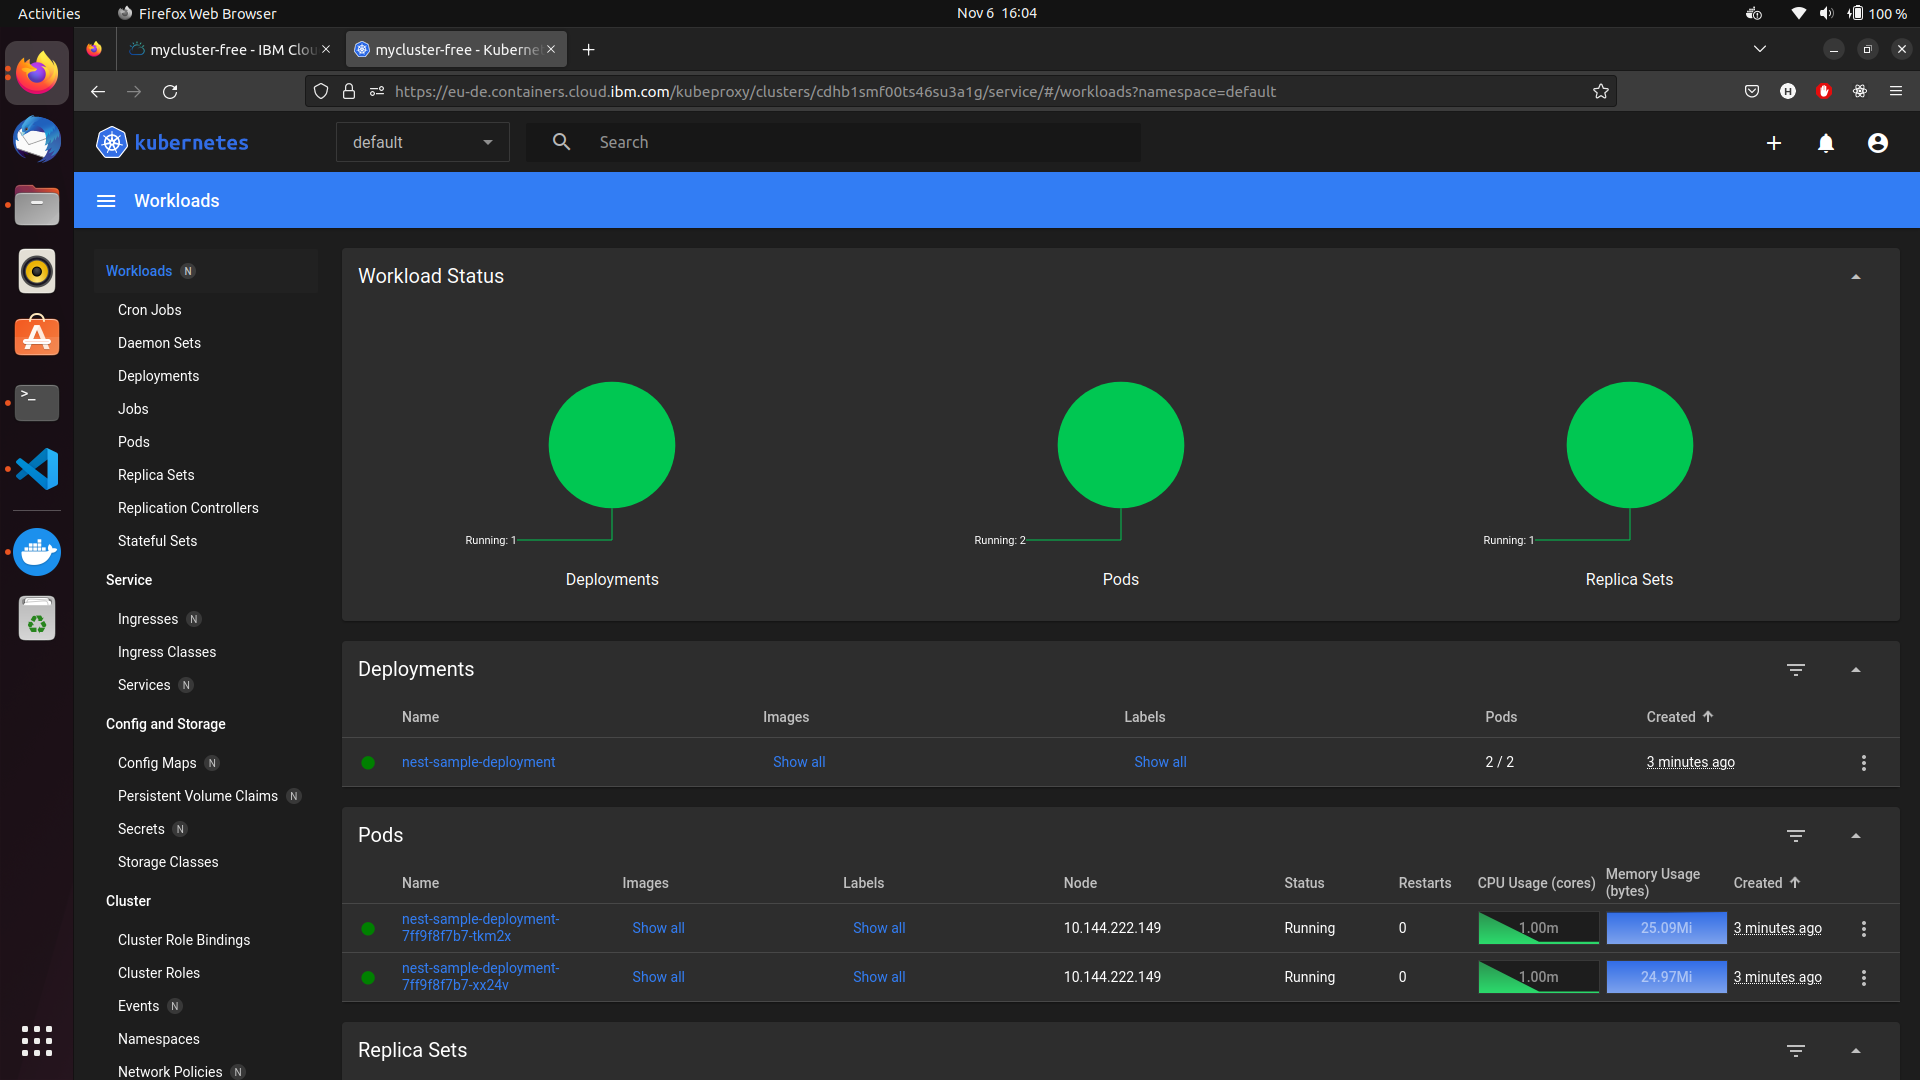 Activities
Firefox Web Browser
Nov 6 16:04
100 %
mycluster-free - IBM Clou
mycluster-free - Kuberne
https://eu-de.containers.cloud.ibm.com/kubeproxy/clusters/cdhb1smf00ts46su3a1g/service/#/workloads?namespace=default
H
kubernetes
default
Search
Workloads
Workloads N
Cron Jobs
Daemon Sets
Deployments
Jobs
Pods
Replica Sets
Replication Controllers
Stateful Sets
Service
Ingresses N
Ingress Classes
Services N
Config and Storage
Config Maps N
Persistent Volume Claims N
Secrets N
Storage Classes
Cluster
Cluster Role Bindings
Cluster Roles
Events N
Namespaces
Network Policies N
Workload Status
Running: 1
Deployments
Running: 2
Pods
Running: 1
Replica Sets
Deployments
Name Images Labels Pods Created
nest-sample-deployment Show all Show all 2 / 2 3 minutes ago
Pods
Name Images Labels Node Status Restarts CPU Usage (cores) Memory Usage (bytes) Created
nest-sample-deployment-
7ff9f8f7b7-tkm2x
Show all Show all 10.144.222.149 Running 0 1.00m 25.09Mi 3 minutes ago
nest-sample-deployment-
7ff9f8f7b7-xx24v
Show all Show all 10.144.222.149 Running 0 1.00m 24.97Mi 3 minutes ago
Replica Sets